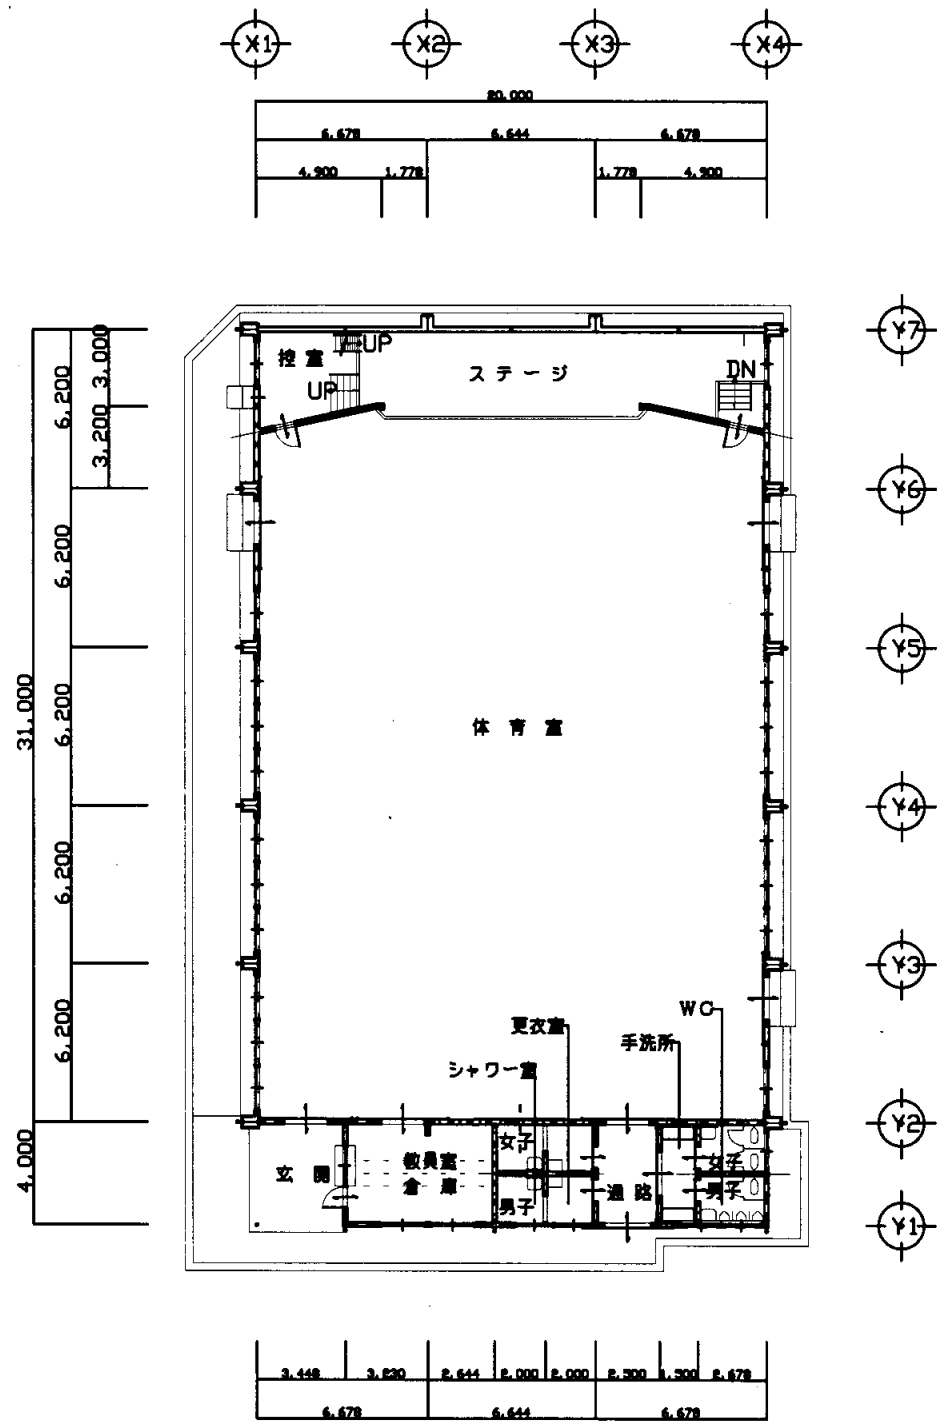 X1 X2 X3 X4
20.000
6.678 6.644 6.678
4.900 1.778 1.778 4.900
Y7
Y6
Y5
Y4
Y3
Y2
Y1
31.000
4.000
6.200
6.200
6.200
6.200
6.200
3.000
3.200
控室
UP
UP
ステージ
DN
体育室
WC
更衣室
手洗所
シャワー室
玄関
教員室
倉庫
女子
男子
通路
女子
男子
3.448 3.230 2.644 2.000 2.000 2.500 1.500 2.678
6.678 6.644 6.678